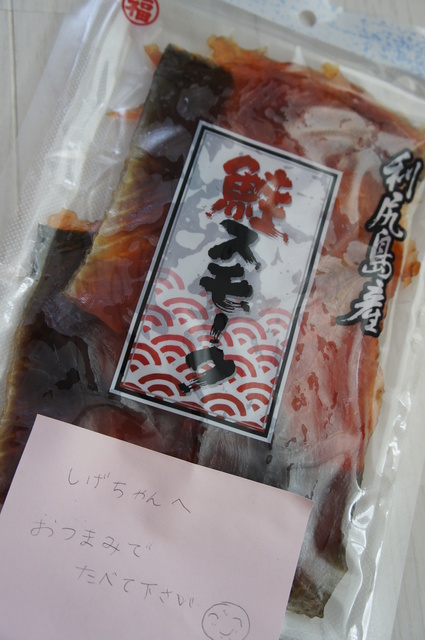 福
鮭スモーク
利尻島産
しげちゃんへ
おつまみで
たべて下さい